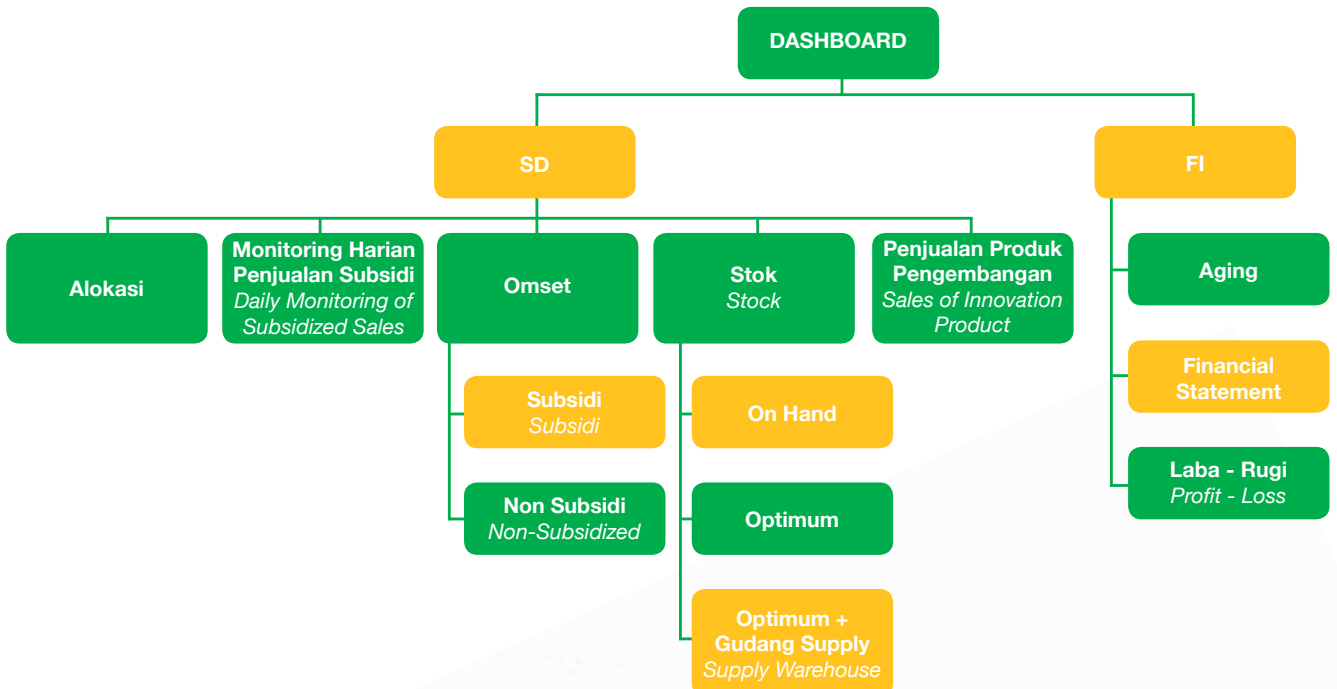 DASHBOARD
SD
FI
Alokasi
Monitoring Harian
Penjualan Subsidi
Daily Monitoring of
Subsidized Sales
Omset
Stok
Stock
Penjualan Produk
Pengembangan
Sales of Innovation
Product
Aging
Subsidi
Subsidi
On Hand
Financial
Statement
Non Subsidi
Non-Subsidized
Optimum
Laba - Rugi
Profit - Loss
Optimum +
Gudang Supply
Supply Warehouse